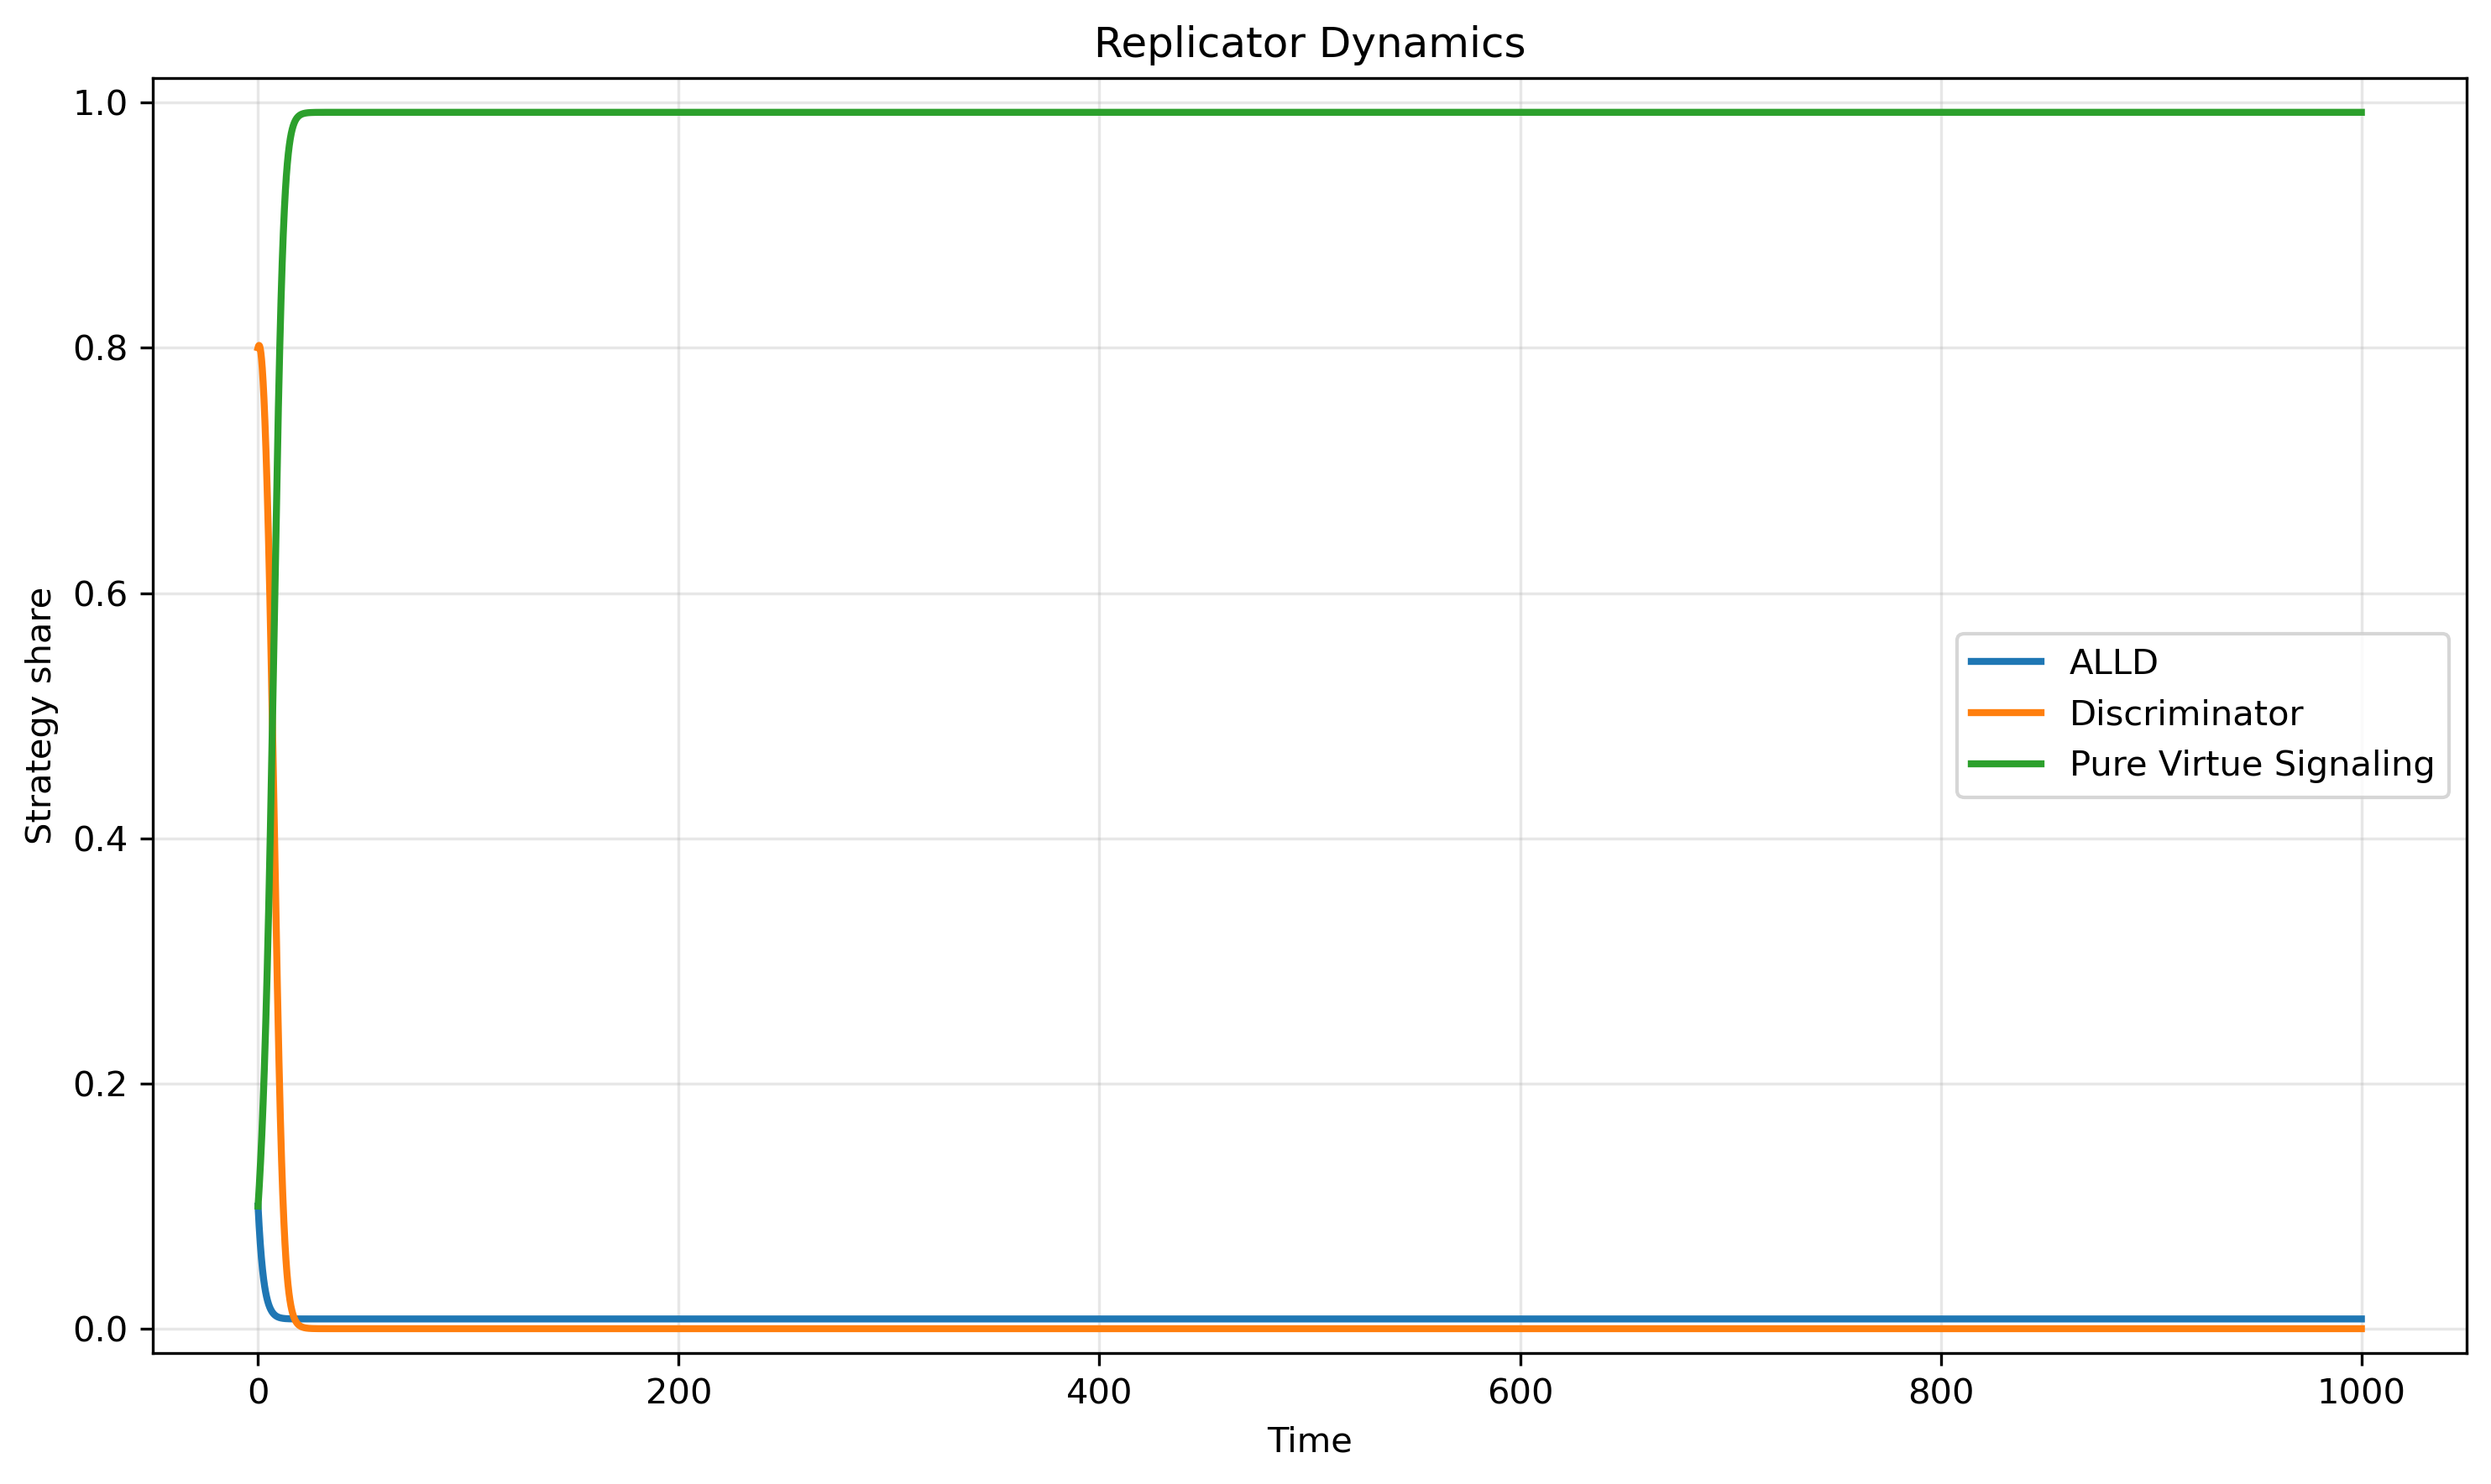 Replicator Dynamics
Strategy share
1.0
0.8
0.6
0.4
0.2
0.0
ALLD
Discriminator
Pure Virtue Signaling
0 200 400 600 800 1000
Time